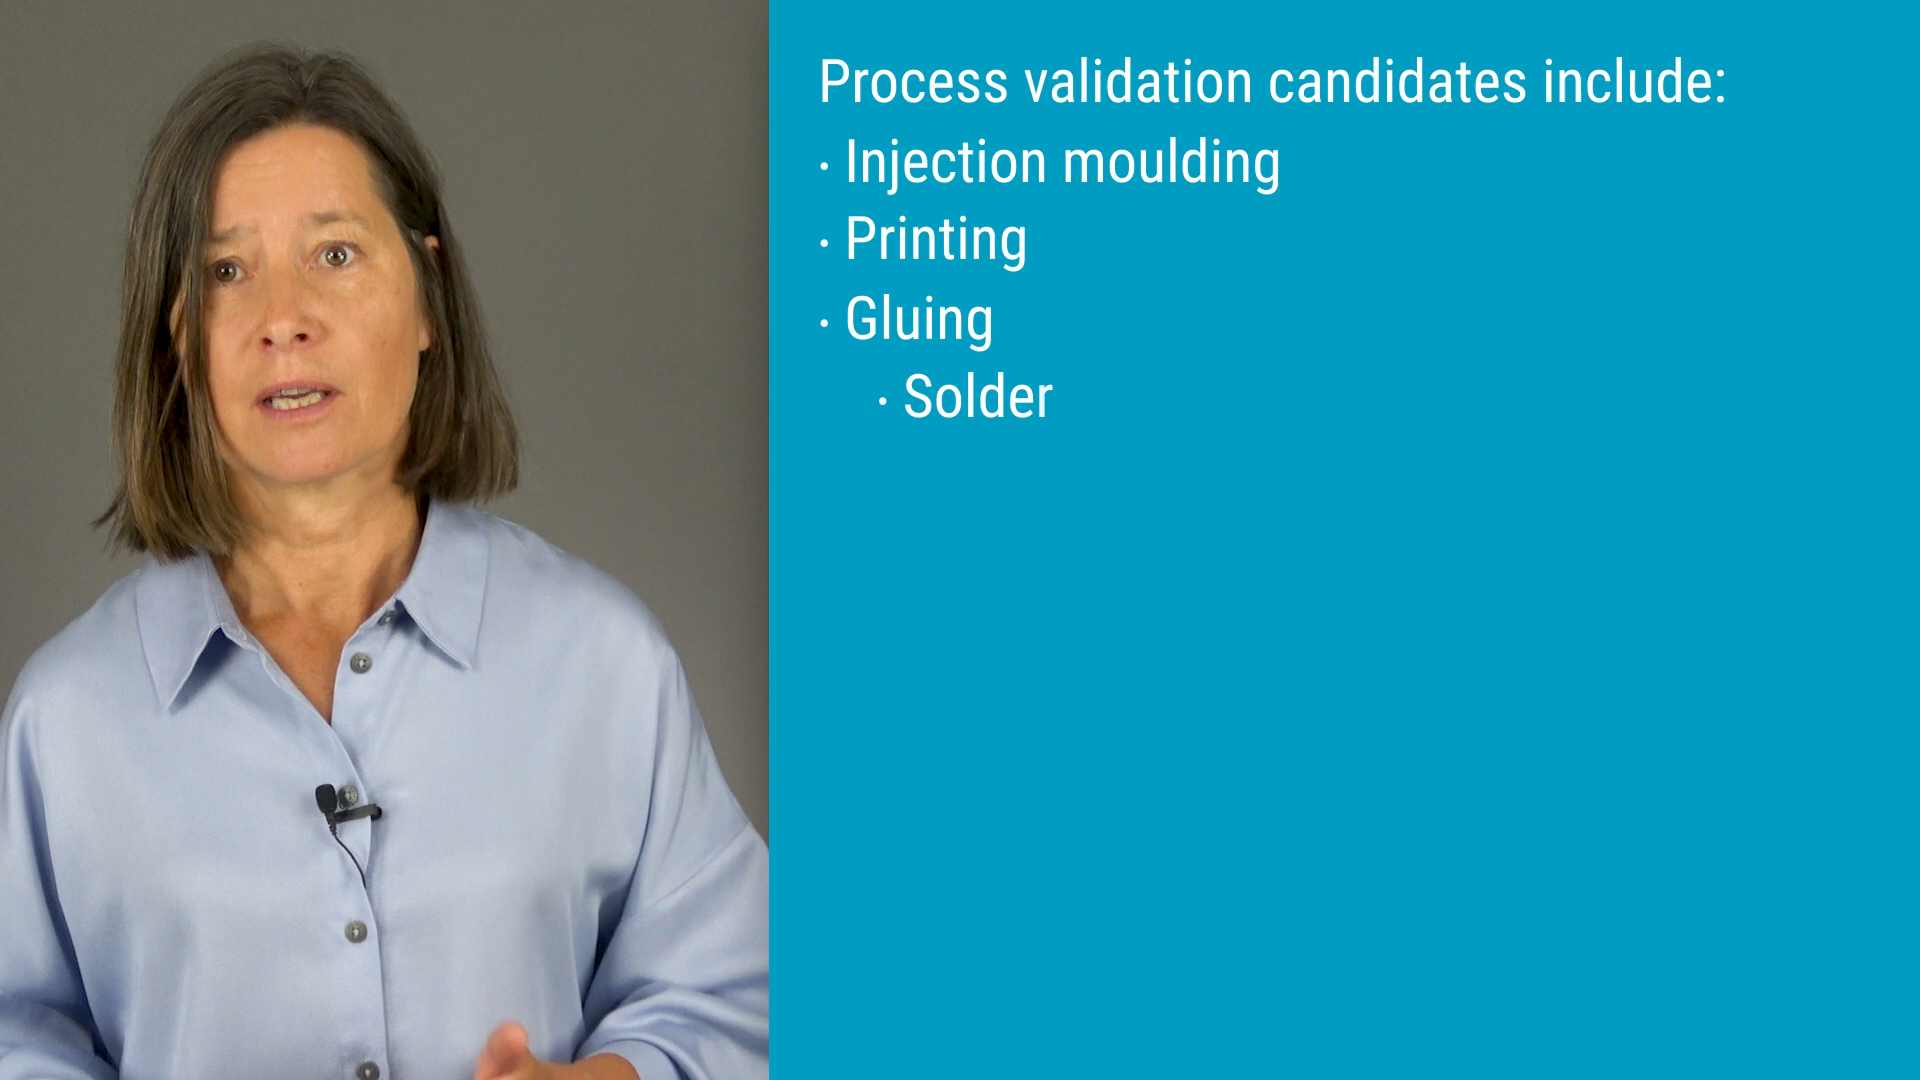 Process validation candidates include:
· Injection moulding
· Printing
· Gluing
· Solder